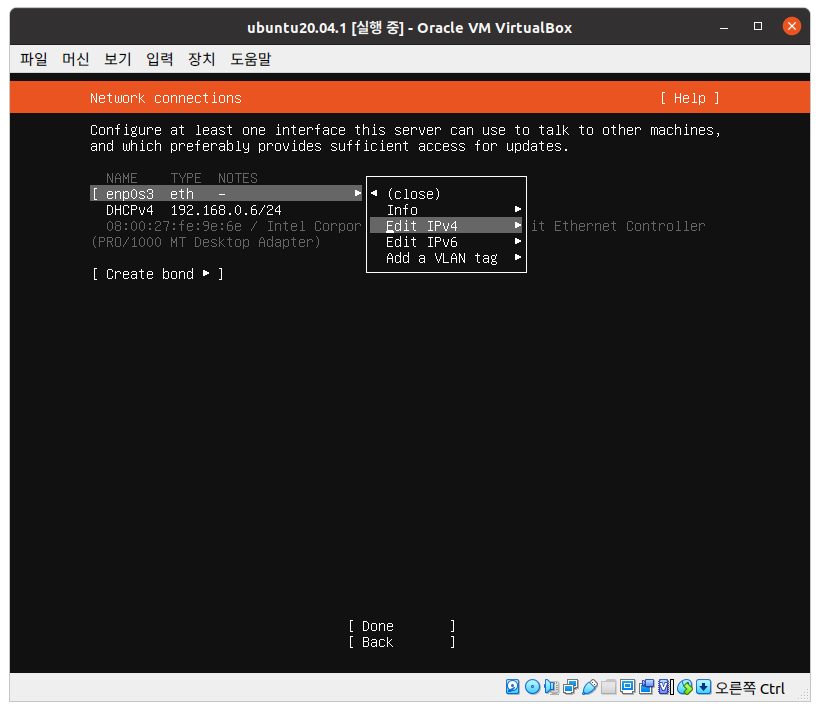 ubuntu20.04.1 [실행 중] - Oracle VM VirtualBox
파일 머신 보기 입력 장치 도움말
Network connections [ Help ]
Configure at least one interface this server can use to talk to other machines,
and which preferably provides sufficient access for updates.
NAME TYPE NOTES
[ enp0s3 eth - ▸
DHCPv4 192.168.0.6/24
08:00:27:fe:9e:6e / Intel Corpor it Ethernet Controller
(PRO/1000 MT Desktop Adapter)
◂ (close)
Info ▸
Edit IPv4 ▸
Edit IPv6 ▸
Add a VLAN tag ▸
[ Create bond ▸ ]
[ Done ]
[ Back ]
오른쪽 Ctrl